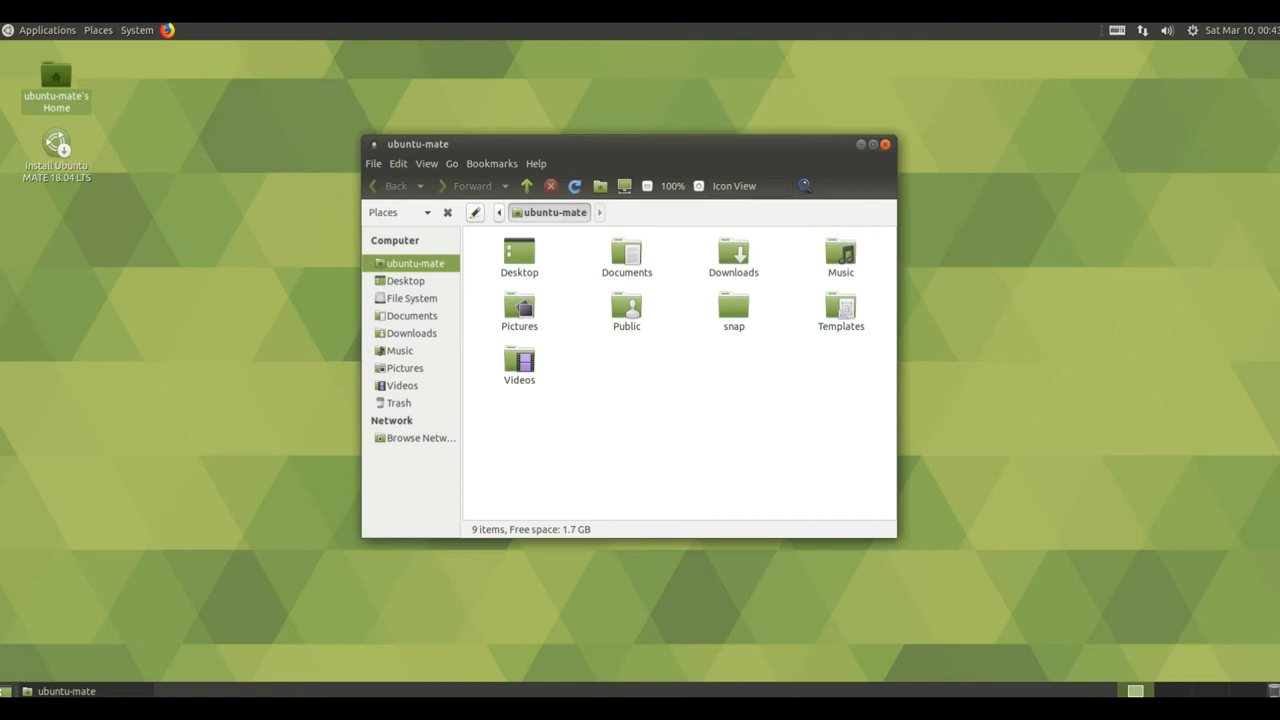 Applications Places System
Sat Mar 10, 00:43
ubuntu-mate's
Home
Install Ubuntu
MATE 18.04 LTS
ubuntu-mate
File Edit View Go Bookmarks Help
Back Forward 100% Icon View
Places ubuntu-mate
Computer
ubuntu-mate
Desktop
File System
Documents
Downloads
Music
Pictures
Videos
Trash
Network
Browse Netw...
Desktop Documents Downloads Music
Pictures Public snap Templates
Videos
9 items, Free space: 1.7 GB
ubuntu-mate